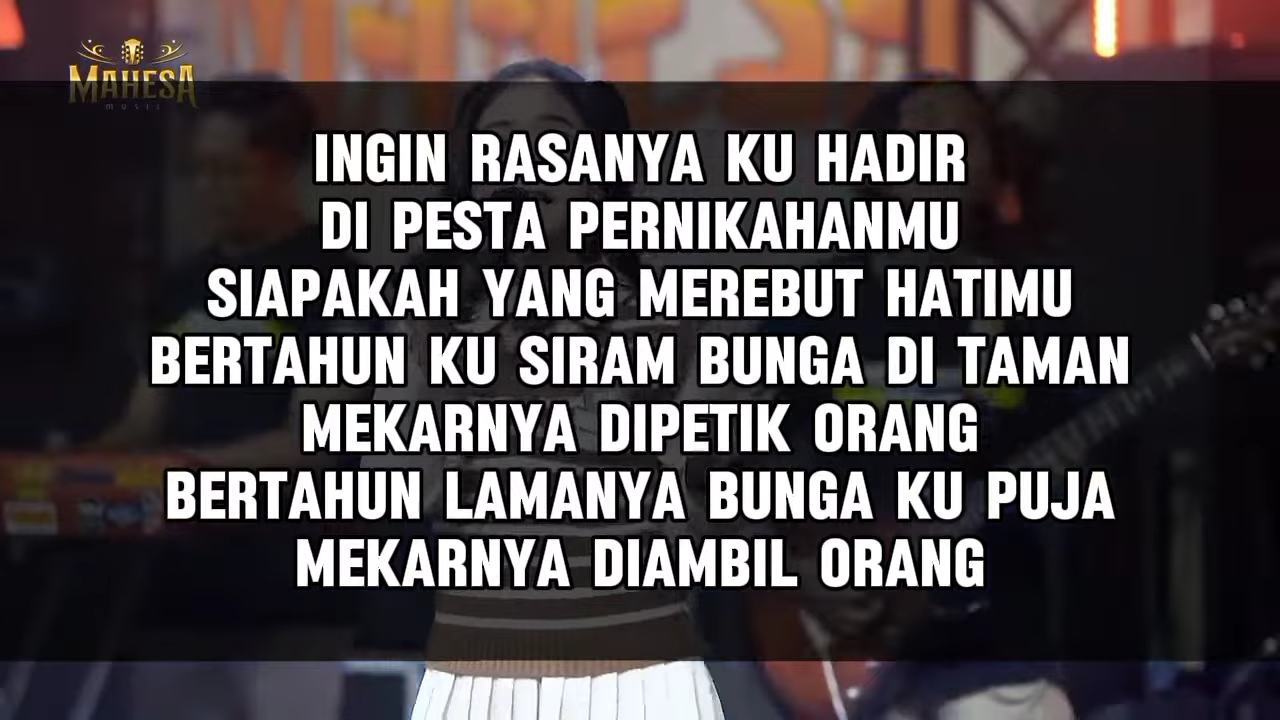 MAHESA
MUSIC
INGIN RASANYA KU HADIR
DI PESTA PERNIKAHANMU
SIAPAKAH YANG MEREBUT HATIMU
BERTAHUN KU SIRAM BUNGA DI TAMAN
MEKARNYA DIPETIK ORANG
BERTAHUN LAMANYA BUNGA KU PUJA
MEKARNYA DIAMBIL ORANG